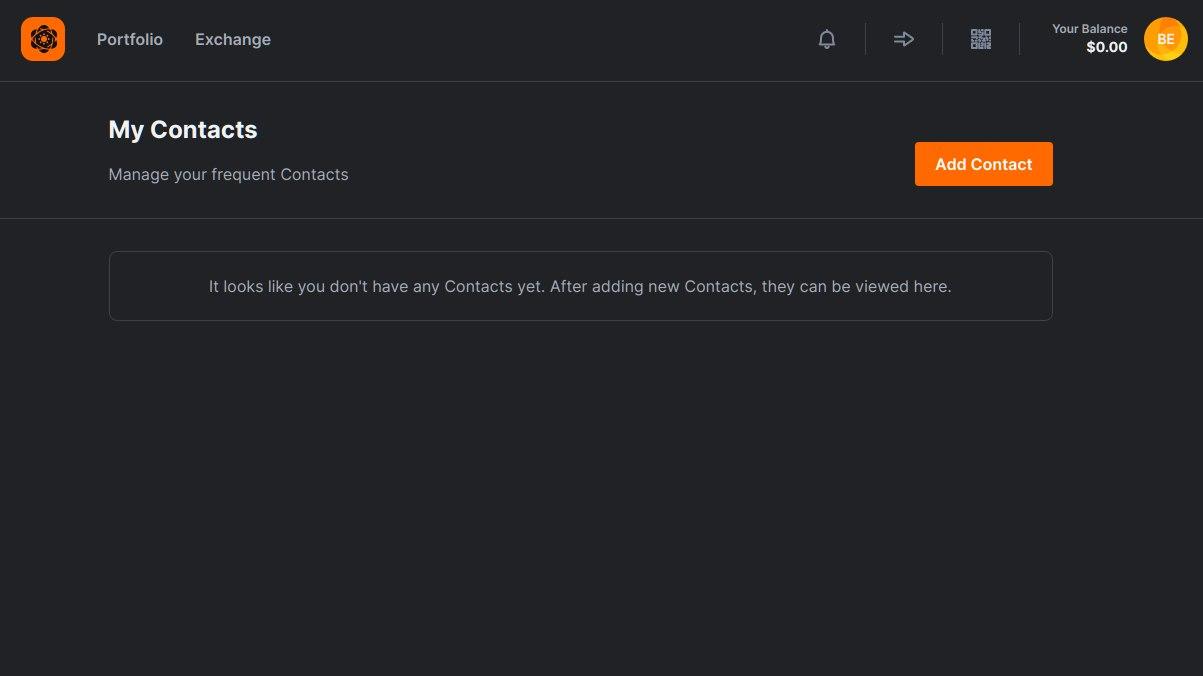 Portfolio
Exchange
Your Balance
$0.00
BE
My Contacts
Manage your frequent Contacts
Add Contact
It looks like you don't have any Contacts yet. After adding new Contacts, they can be viewed here.